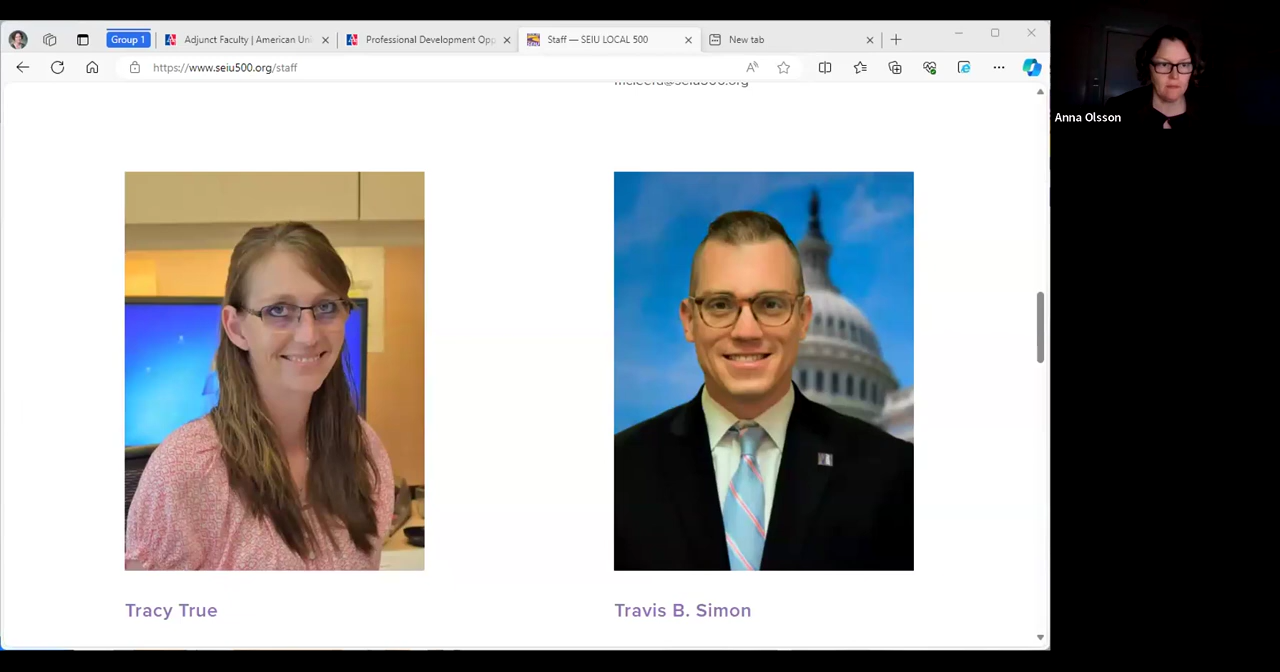 Group 1
Adjunct Faculty | American Uni
Professional Development Opp
Staff — SEIU LOCAL 500
New tab
https://www.seiu500.org/staff
Anna Olsson
Tracy True
Travis B. Simon